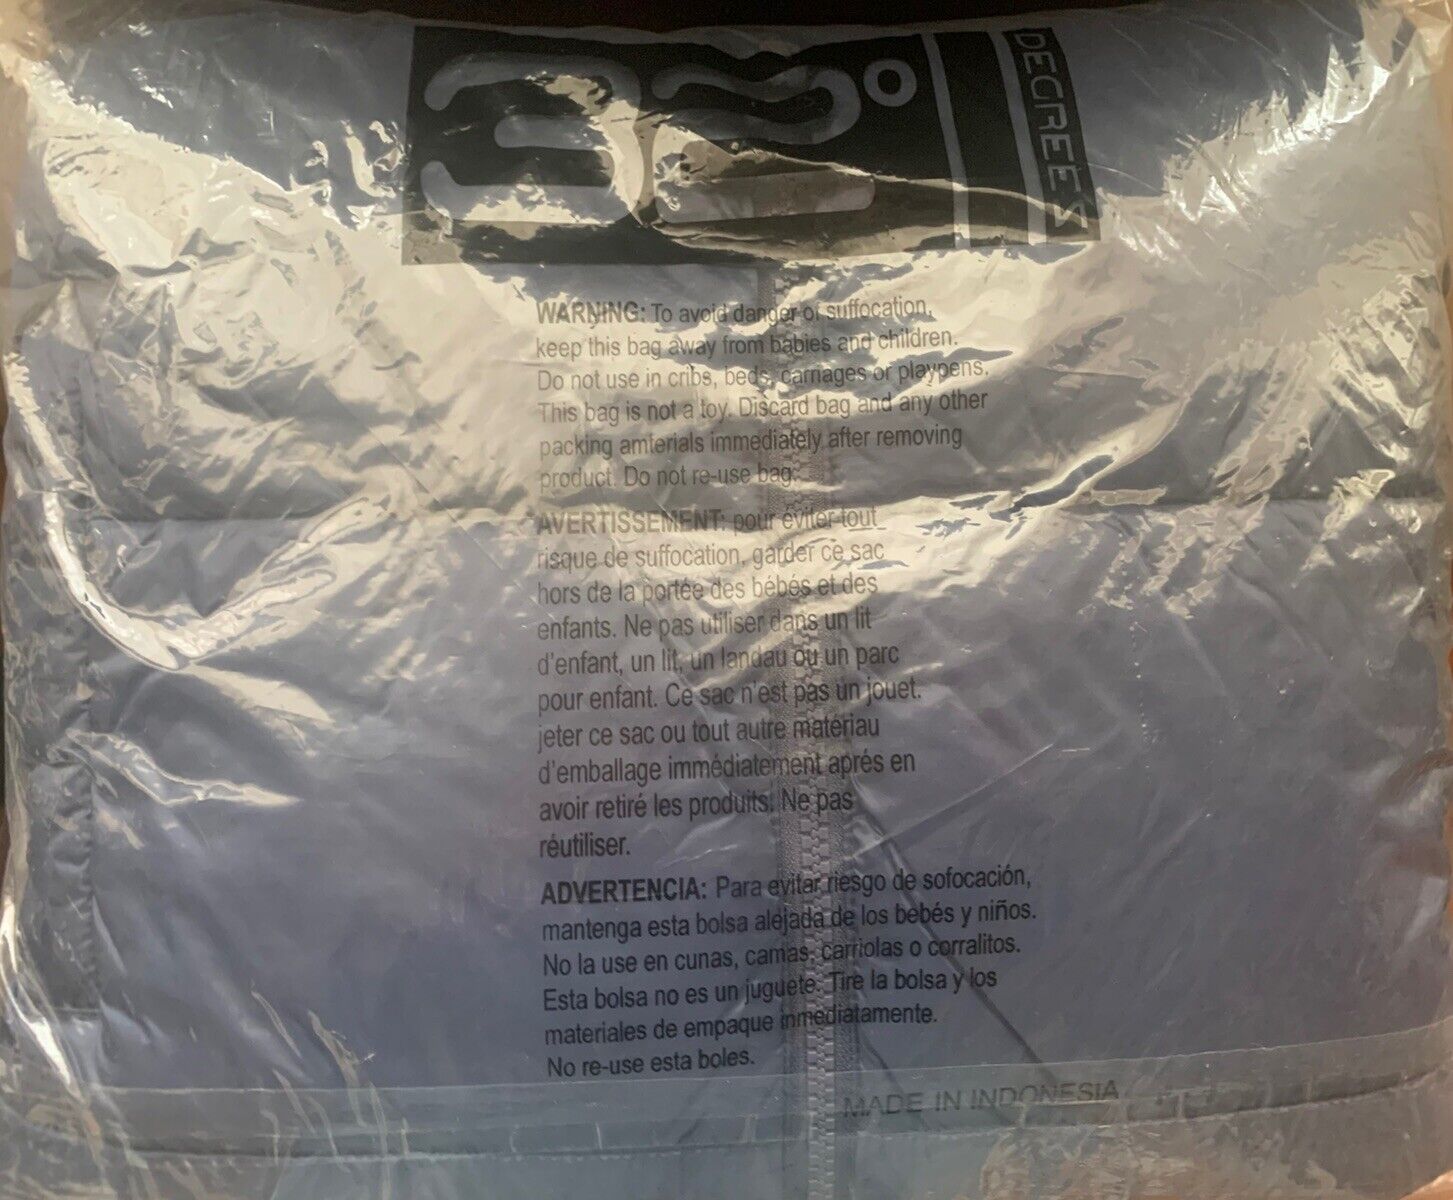 32°
DEGREES
WARNING: To avoid danger of suffocation,
keep this bag away from babies and children.
Do not use in cribs, beds, carriages or playpens.
This bag is not a toy. Discard bag and any other
packing amterials immediately after removing
product. Do not re-use bag.
AVERTISSEMENT: pour éviter tout
risque de suffocation, garder ce sac
hors de la portée des bébés et des
enfants. Ne pas utiliser dans un lit
d'enfant, un lit, un landau ou un parc
pour enfant. Ce sac n'est pas un jouet.
jeter ce sac ou tout autre matériau
d'emballage immédiatement aprés en
avoir retiré les produits. Ne pas
réutiliser.
ADVERTENCIA: Para evitar riesgo de sofocación,
mantenga esta bolsa alejada de los bebés y niños.
No la use en cunas, camas, carriolas o corralitos.
Esta bolsa no es un juguete. Tire la bolsa y los
materiales de empaque inmediatamente.
No re-use esta boles.
MADE IN INDONESIA